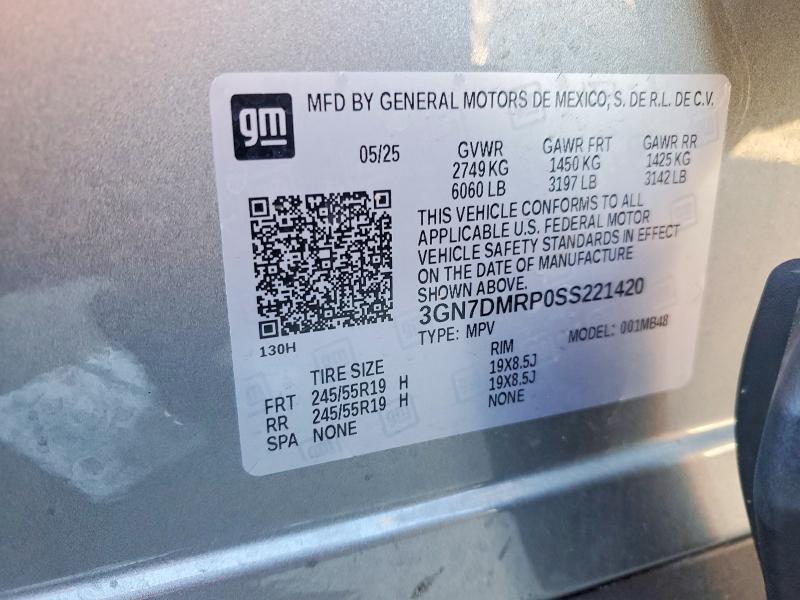 gm
MFD BY GENERAL MOTORS DE MEXICO, S. DE R.L. DE C.V.
05/25 GVWR GAWR FRT GAWR RR
2749 KG 1450 KG 1425 KG
6060 LB 3197 LB 3142 LB
THIS VEHICLE CONFORMS TO ALL
APPLICABLE U.S. FEDERAL MOTOR
VEHICLE SAFETY STANDARDS IN EFFECT
ON THE DATE OF MANUFACTURE
SHOWN ABOVE.
3GN7DMRP0SS221420
TYPE: MPV MODEL: 001MB48
130H
TIRE SIZE RIM
FRT 245/55R19 H 19X8.5J
RR 245/55R19 H 19X8.5J
SPA NONE NONE